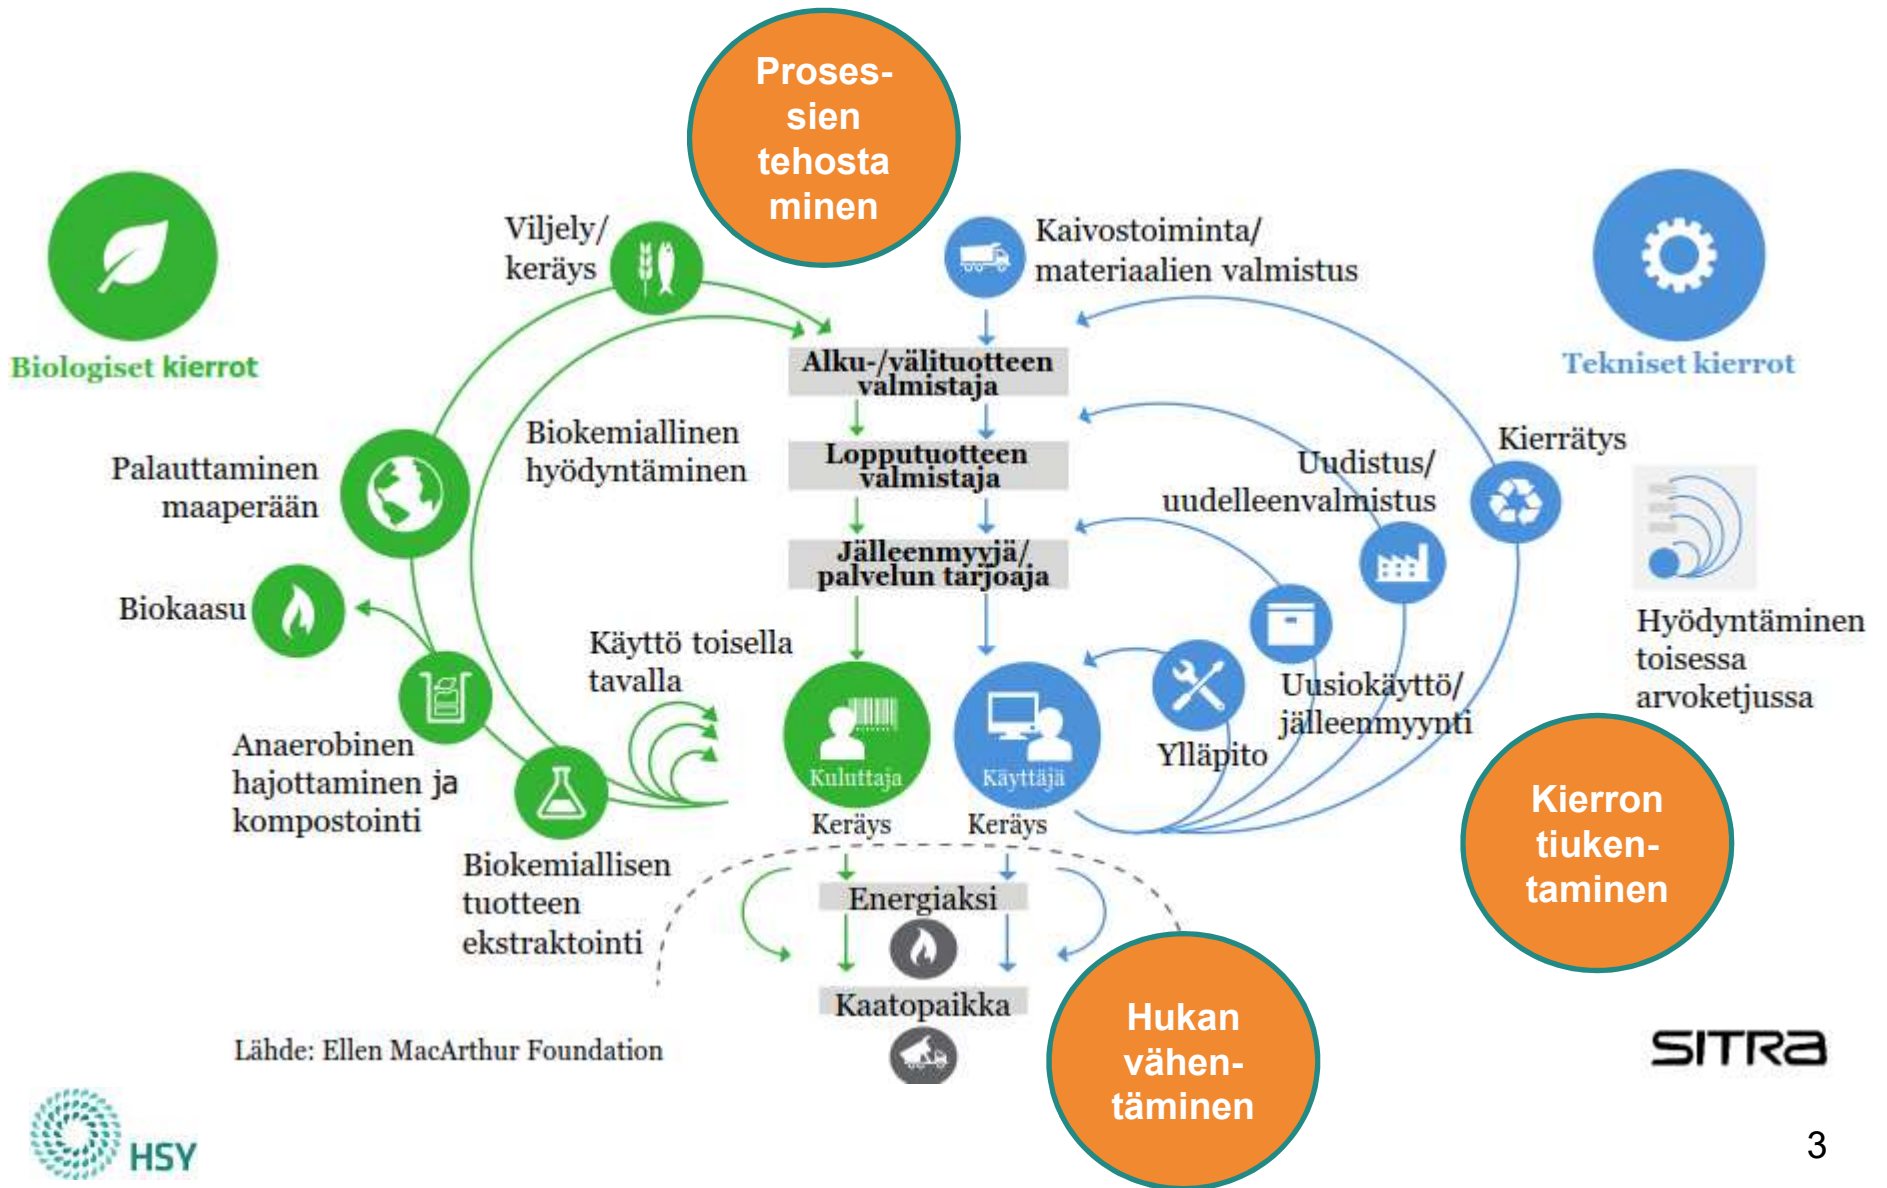 Proses-
sien
tehosta
minen
Viljely/
keräys
Kaivostoiminta/
materiaalien valmistus
Biologiset kierrot
Tekniset kierrot
Alku-/välituotteen
valmistaja
Biokemiallinen
hyödyntäminen
Palauttaminen
maaperään
Lopputuotteen
valmistaja
Uudistus/
uudelleenvalmistus
Kierrätys
Jälleenmyyjä/
palvelun tarjoaja
Biokaasu
Käyttö toisella
tavalla
Hyödyntäminen
toisessa
arvoketjussa
Uusiokäyttö/
jälleenmyynti
Ylläpito
Anaerobinen
hajottaminen ja
kompostointi
Kuluttaja
Käyttäjä
Keräys
Keräys
Kierron
tiuken-
taminen
Biokemiallisen
tuotteen
ekstraktointi
Energiaksi
Kaatopaikka
Hukan
vähen-
täminen
Lähde: Ellen MacArthur Foundation
SITRA
HSY
3